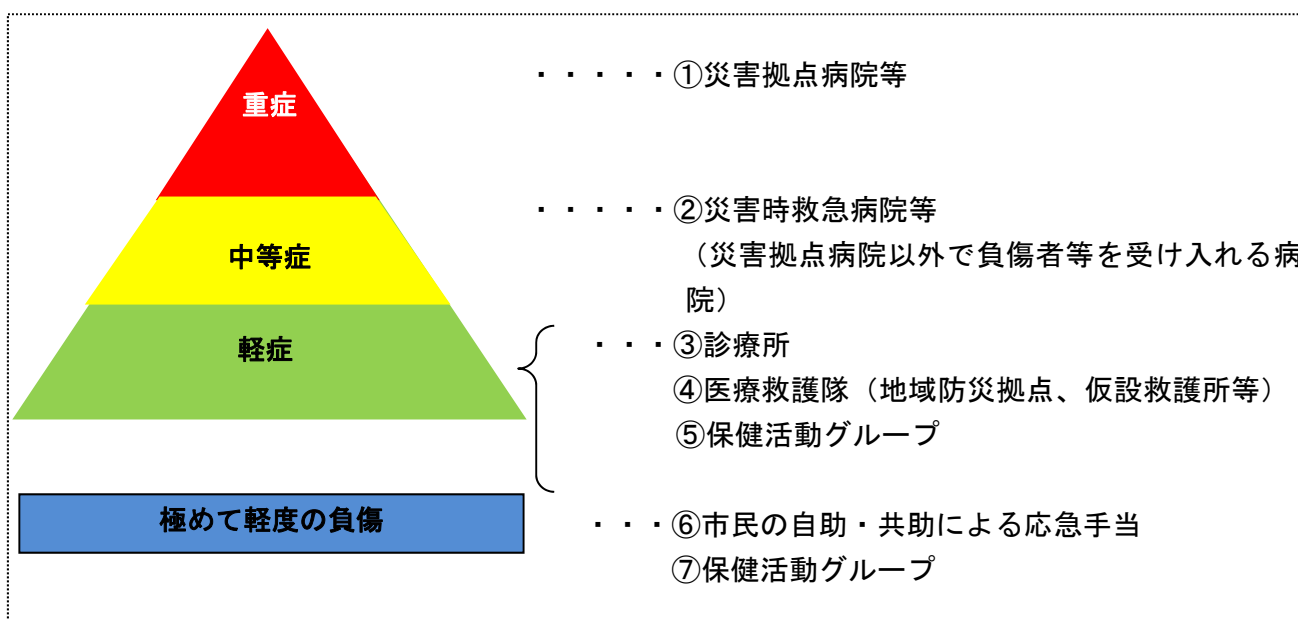 重症
・・・・・①災害拠点病院等
中等症
・・・・・②災害時救急病院等
（災害拠点病院以外で負傷者等を受け入れる病
院）
軽症
・・・③診療所
④医療救護隊（地域防災拠点、仮設救護所等）
⑤保健活動グループ
極めて軽度の負傷
・・・⑥市民の自助・共助による応急手当
⑦保健活動グループ